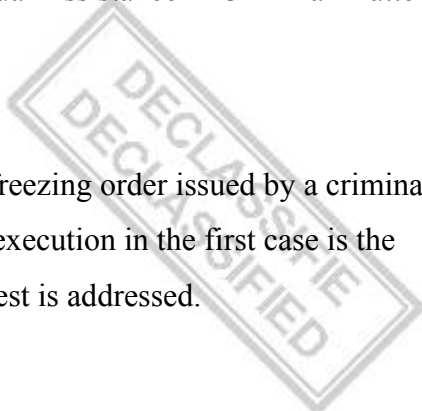 DECLASSIFIE
DECLASSIFIED
freezing order issued by a crimina
execution in the first case is the
est is addressed.